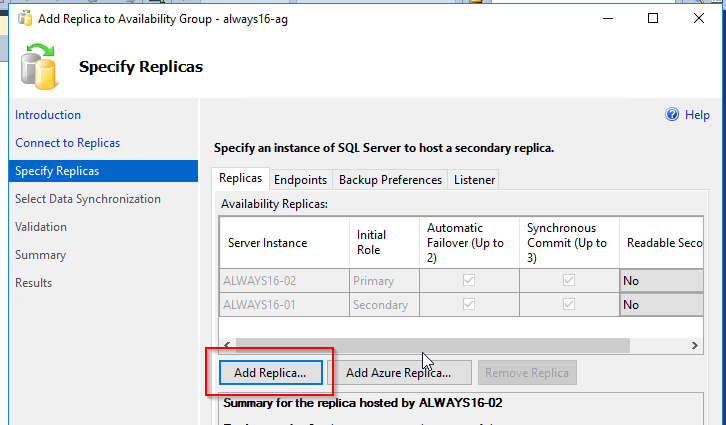 Add Replica to Availability Group - always16-ag
Specify Replicas
Introduction
Help
Connect to Replicas
Specify an instance of SQL Server to host a secondary replica.
Specify Replicas
Replicas Endpoints Backup Preferences Listener
Select Data Synchronization
Availability Replicas:
Validation
Summary
Results
Server Instance
Initial
Role
Automatic
Failover (Up to
2)
Synchronous
Commit (Up to
3)
Readable Seco
ALWAYS16-02 Primary No
ALWAYS16-01 Secondary No
Add Replica... Add Azure Replica... Remove Replica
Summary for the replica hosted by ALWAYS16-02